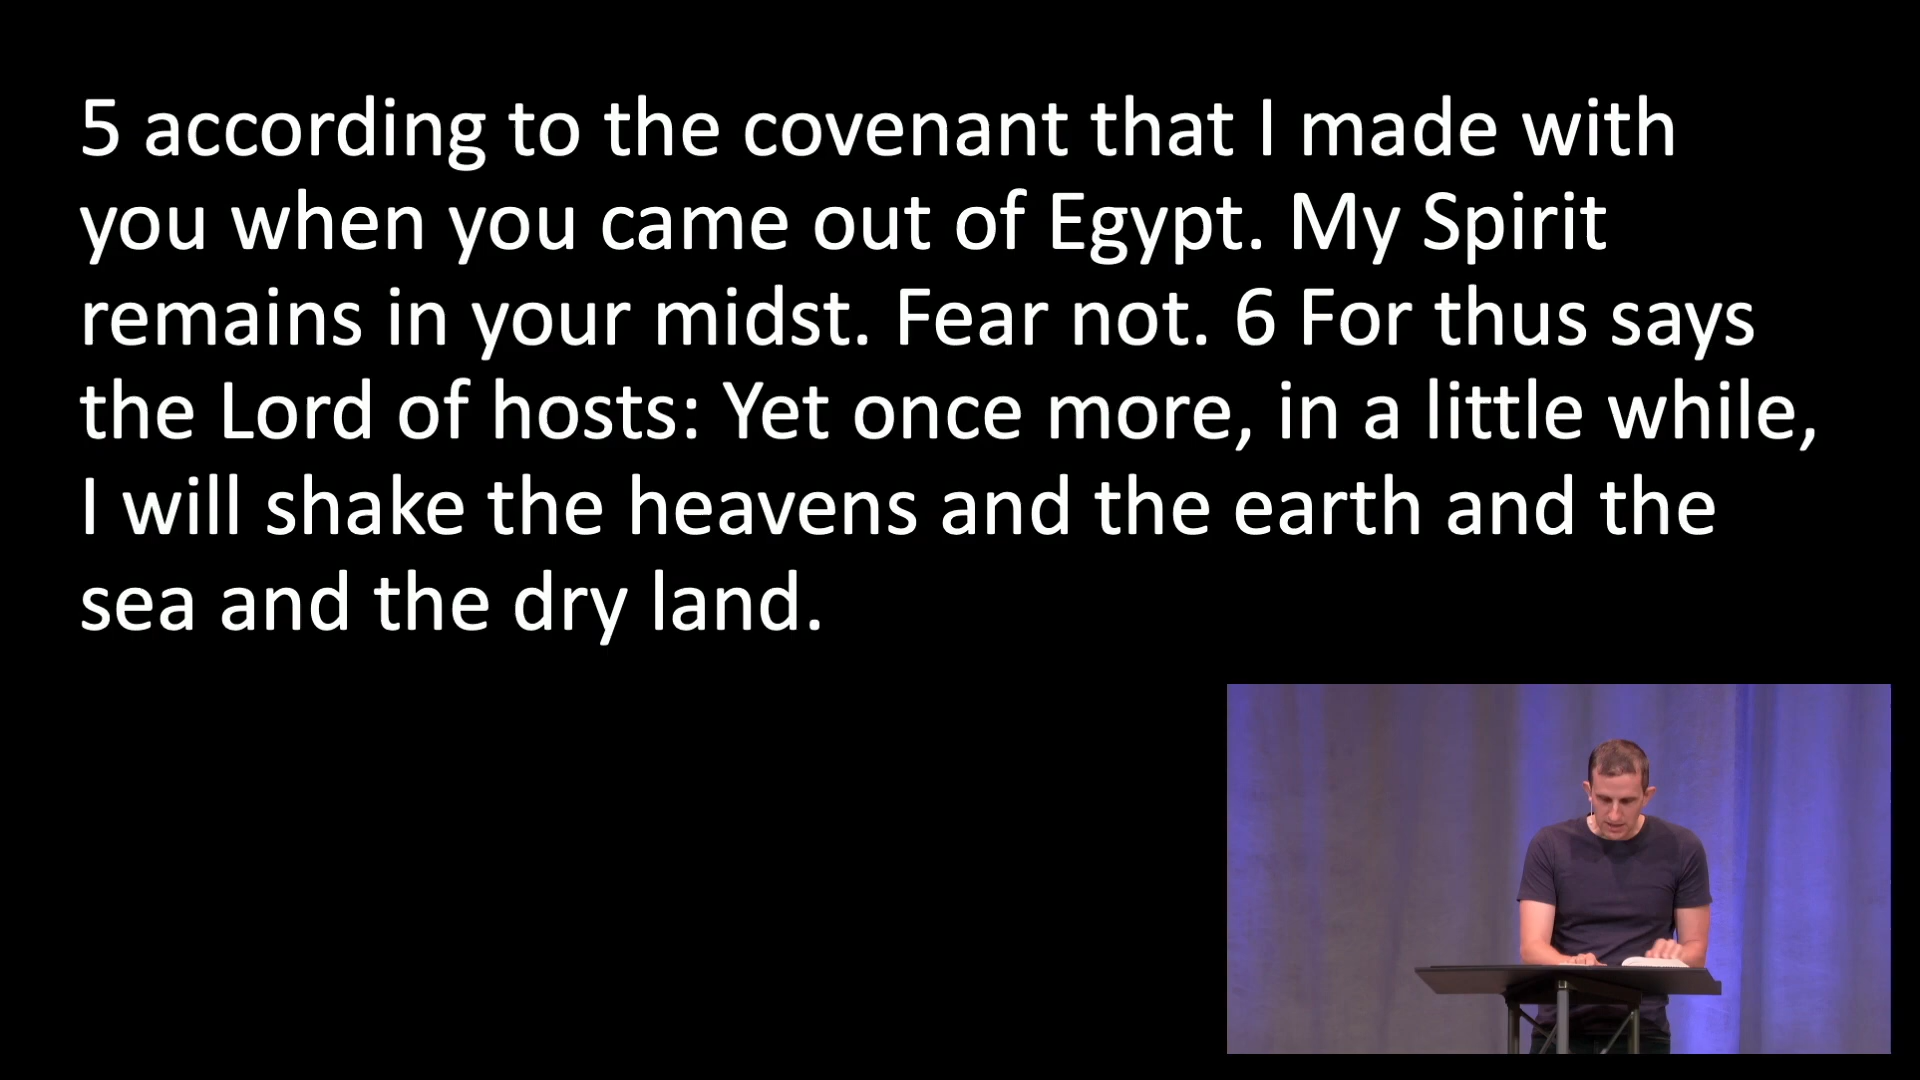 5 according to the covenant that I made with
you when you came out of Egypt. My Spirit
remains in your midst. Fear not. 6 For thus says
the Lord of hosts: Yet once more, in a little while,
I will shake the heavens and the earth and the
sea and the dry land.